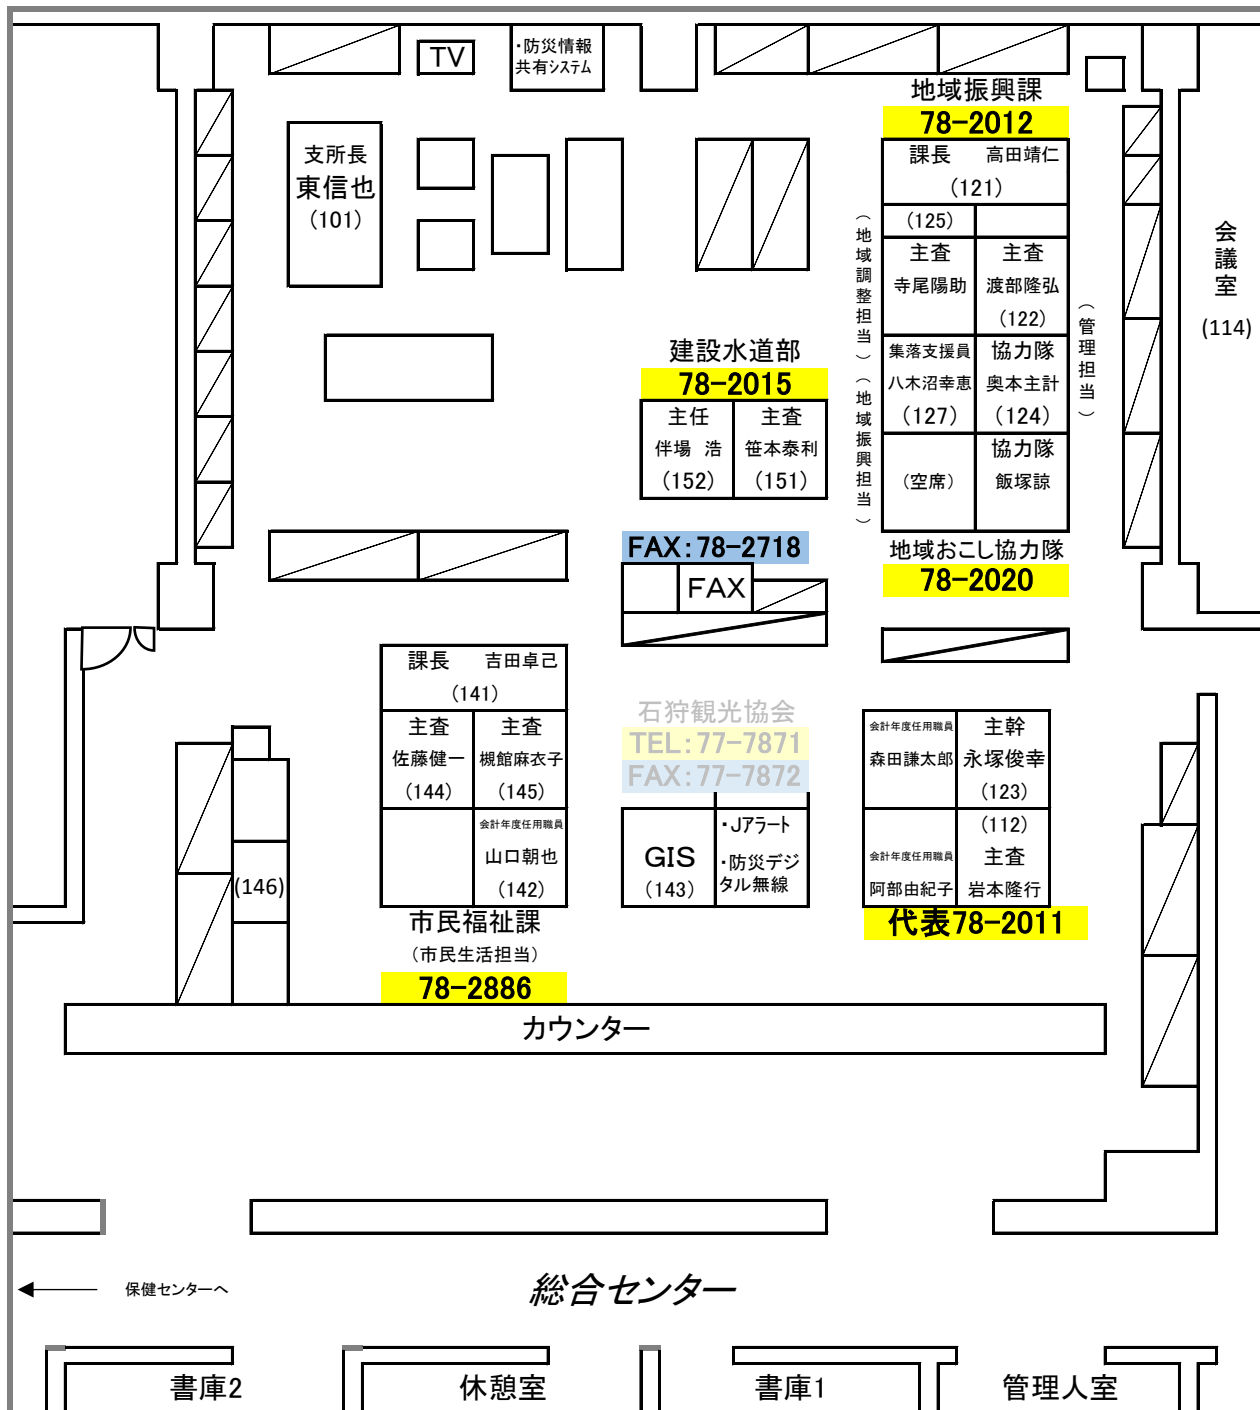 TV
・防災情報
共有システム
地域振興課
78-2012
課長 高田靖仁
(121)
支所長
東信也
(101)
(125)
主査
寺尾陽助
主査
渡部隆弘
(122)
(地域調整担当)
(管理担当)
会議室
(114)
集落支援員
八木沼幸恵
(127)
協力隊
奥本主計
(124)
(地域振興担当)
(空席)
協力隊
飯塚諒
地域おこし協力隊
78-2020
建設水道部
78-2015
主任
伴場 浩
(152)
主査
笹本泰利
(151)
FAX:78-2718
FAX
課長 吉田卓己
(141)
主査
佐藤健一
(144)
主査
槻館麻衣子
(145)
会計年度任用職員
山口朝也
(142)
市民福祉課
(市民生活担当)
78-2886
(146)
石狩観光協会
TEL:77-7871
FAX:77-7872
GIS
(143)
・Jアラート
・防災デジ
タル無線
会計年度任用職員
森田謙太郎
主幹
永塚俊幸
(123)
会計年度任用職員
阿部由紀子
(112)
主査
岩本隆行
代表78-2011
カウンター
保健センターへ
総合センター
書庫2
休憩室
書庫1
管理人室